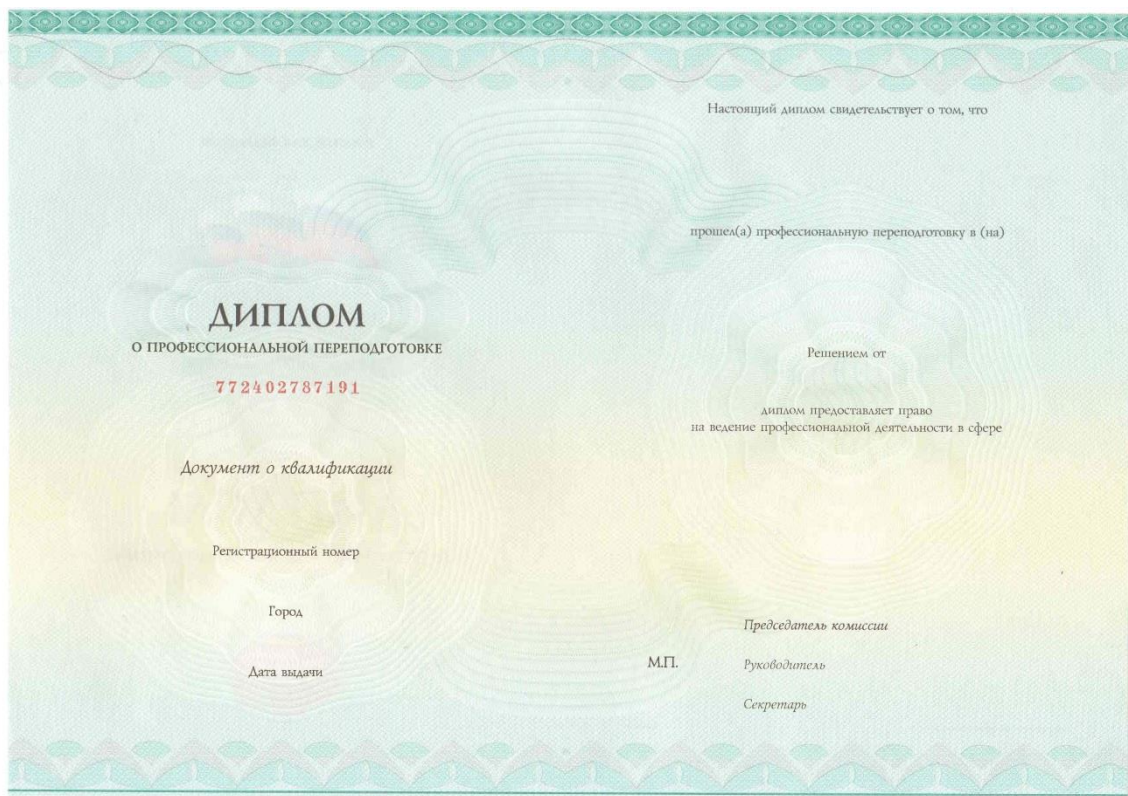 ДИПЛОМ
О ПРОФЕССИОНАЛЬНОЙ ПЕРЕПОДГОТОВКЕ
772402787191
Документ о квалификации
Регистрационный номер
Город
Дата выдачи
Настоящий диплом свидетельствует о том, что
прошел(а) профессиональную переподготовку в (на)
Решением от
диплом предоставляет право
на ведение профессиональной деятельности в сфере
Председатель комиссии
М.П. Руководитель
Секретарь